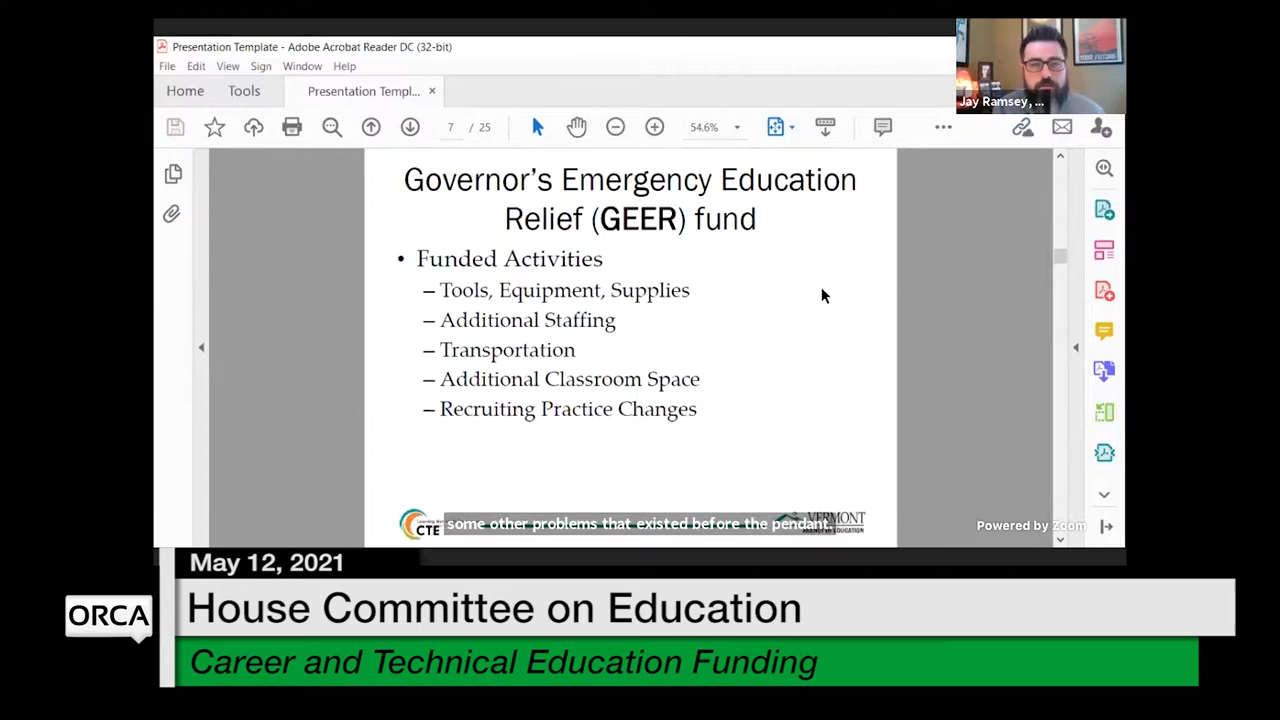 Presentation Template - Adobe Acrobat Reader DC (32-bit)
File Edit View Sign Window Help
Home Tools Presentation Templ... ×
7 / 25 54.6%
Jay Ramsey, ...
Governor's Emergency Education
Relief (GEER) fund
• Funded Activities
– Tools, Equipment, Supplies
– Additional Staffing
– Transportation
– Additional Classroom Space
– Recruiting Practice Changes
CTE
some other problems that existed before the pendant.
VERMONT
AGENCY OF EDUCATION
Powered by Zoom
May 12, 2021
ORCA
House Committee on Education
Career and Technical Education Funding